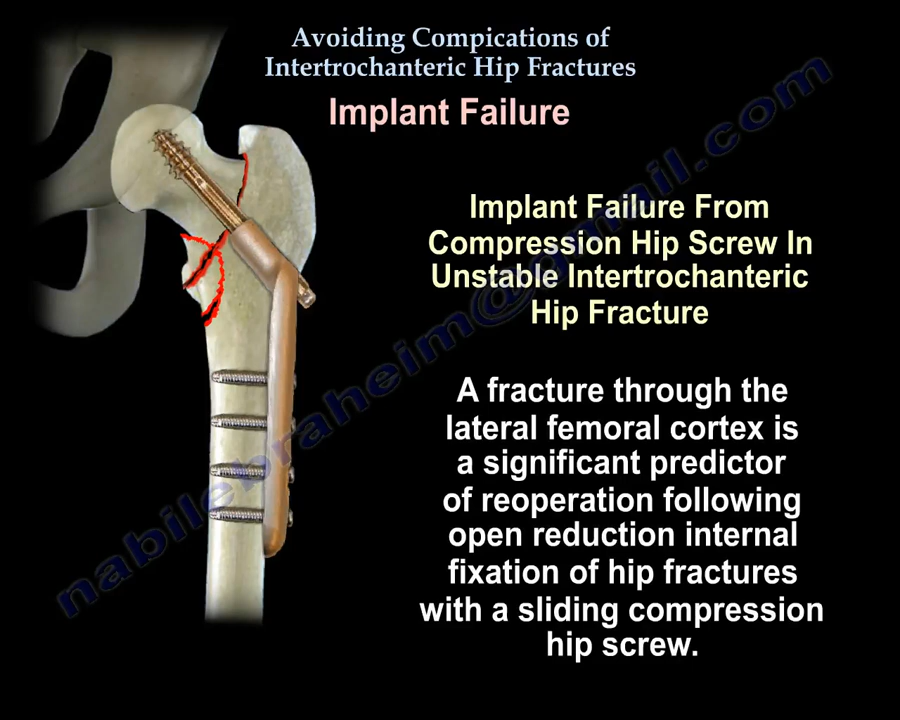 Avoiding Compications of
Intertrochanteric Hip Fractures
Implant Failure
Implant Failure From
Compression Hip Screw In
Unstable Intertrochanteric
Hip Fracture
A fracture through the
lateral femoral cortex is
a significant predictor
of reoperation following
open reduction internal
fixation of hip fractures
with a sliding compression
hip screw.
nabilebraheim@gmail.com